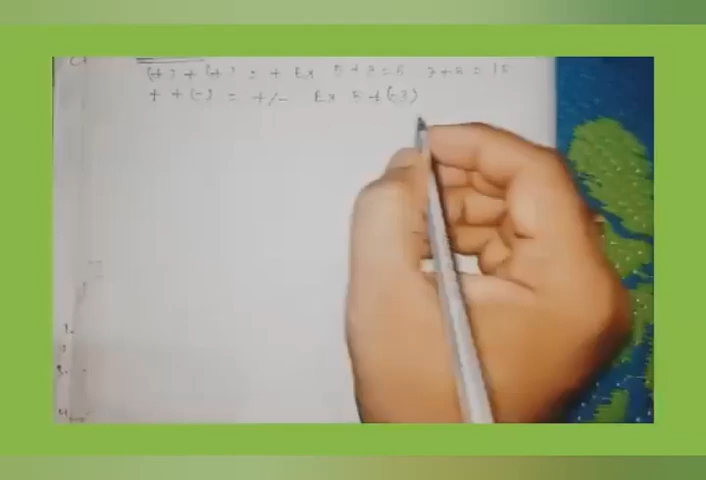 (+) + (+) = + Ex 5+3=8 7+8=15
+ + (-) = +/- Ex 5+(-3)